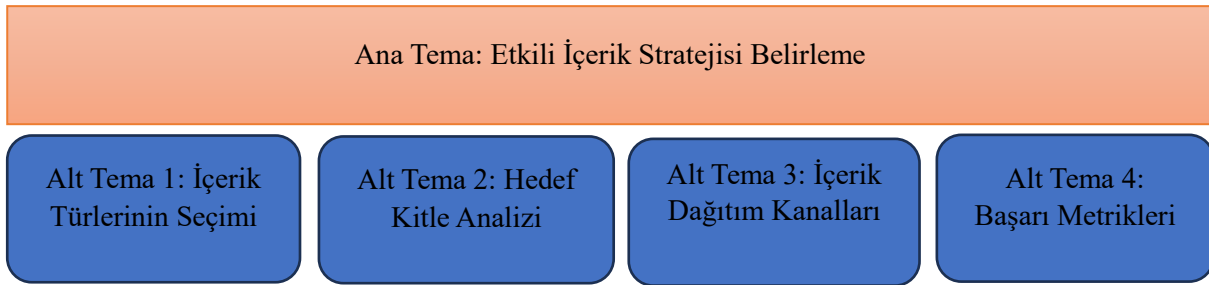 Ana Tema: Etkili İçerik Stratejisi Belirleme
Alt Tema 1: İçerik
Türlerinin Seçimi
Alt Tema 2: Hedef
Kitle Analizi
Alt Tema 3: İçerik
Dağıtım Kanalları
Alt Tema 4:
Başarı Metrikleri